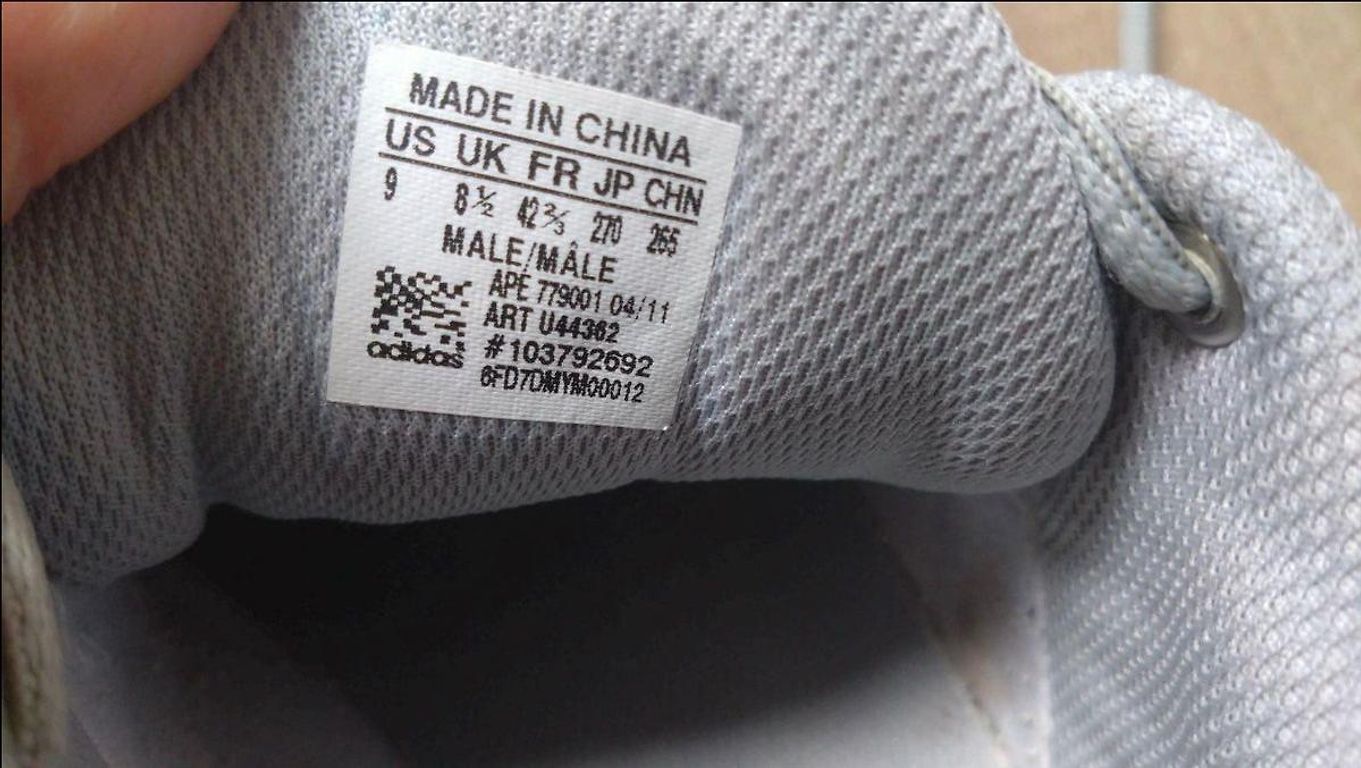 MADE IN CHINA
US UK FR JP CHN
9 8½ 42⅔ 270 265
MALE/MÂLE
APE 779001 04/11
ART U44362
#103792692
6FD7DMYM00012
adidas